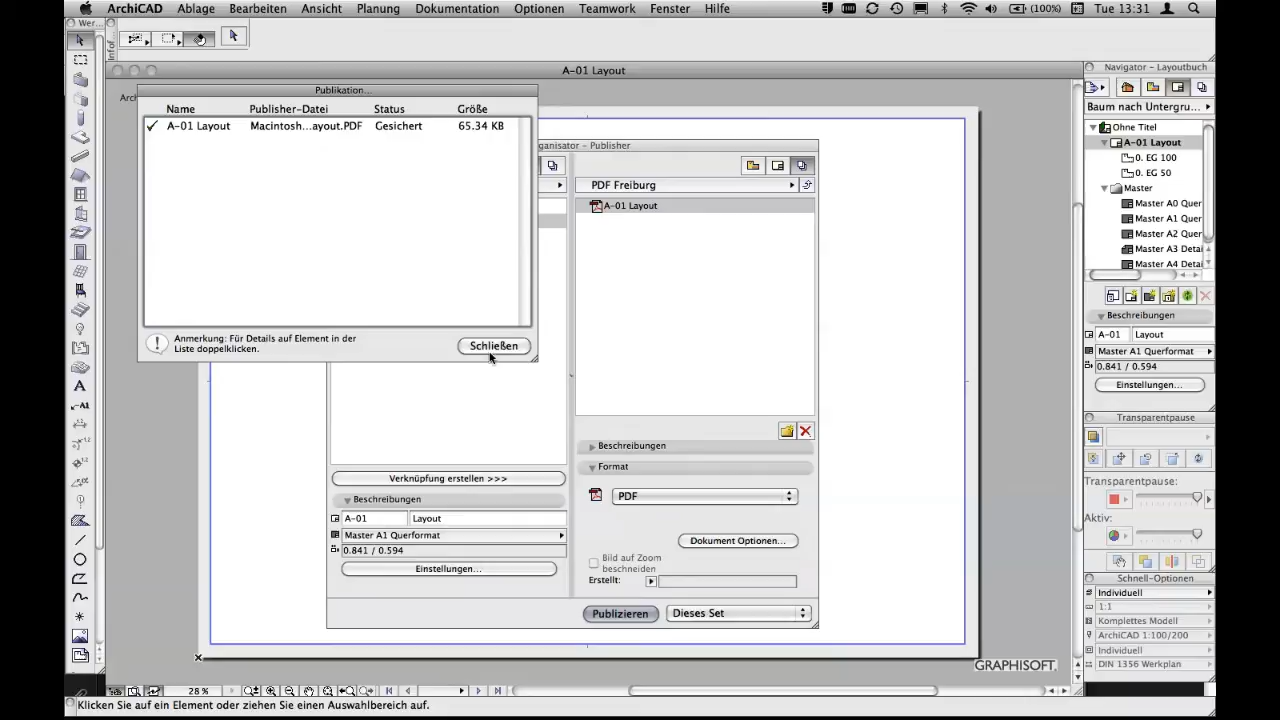 ArchiCAD Ablage Bearbeiten Ansicht Planung Dokumentation Optionen Teamwork Fenster Hilfe (100%) Tue 13:31
Wer...
A-01 Layout
Navigator - Layoutbuch
Publikation...
Name Publisher-Datei Status Größe
A-01 Layout Macintosh...ayout.PDF Gesichert 65.34 KB
Anmerkung: Für Details auf Element in der
Liste doppelklicken.
Schließen
ganisator - Publisher
PDF Freiburg
A-01 Layout
Verknüpfung erstellen >>>
Beschreibungen
A-01 Layout
Master A1 Querformat
0.841 / 0.594
Einstellungen...
Beschreibungen
Format
PDF
Dokument Optionen...
Bild auf Zoom
beschneiden
Erstellt:
Publizieren Dieses Set
Baum nach Untergru...
Ohne Titel
A-01 Layout
0. EG 100
0. EG 50
Master
Master A0 Quer
Master A1 Quer
Master A2 Quer
Master A3 Detai
Master A4 Detai
Beschreibungen
A-01 Layout
Master A1 Querformat
0.841 / 0.594
Einstellungen...
Transparentpause
Transparentpause:
Aktiv:
Schnell-Optionen
Individuell
1:1
Komplettes Modell
ArchiCAD 1:100/200
Individuell
DIN 1356 Werkplan
GRAPHISOFT.
28 %
Klicken Sie auf ein Element oder ziehen Sie einen Auswahlbereich auf.